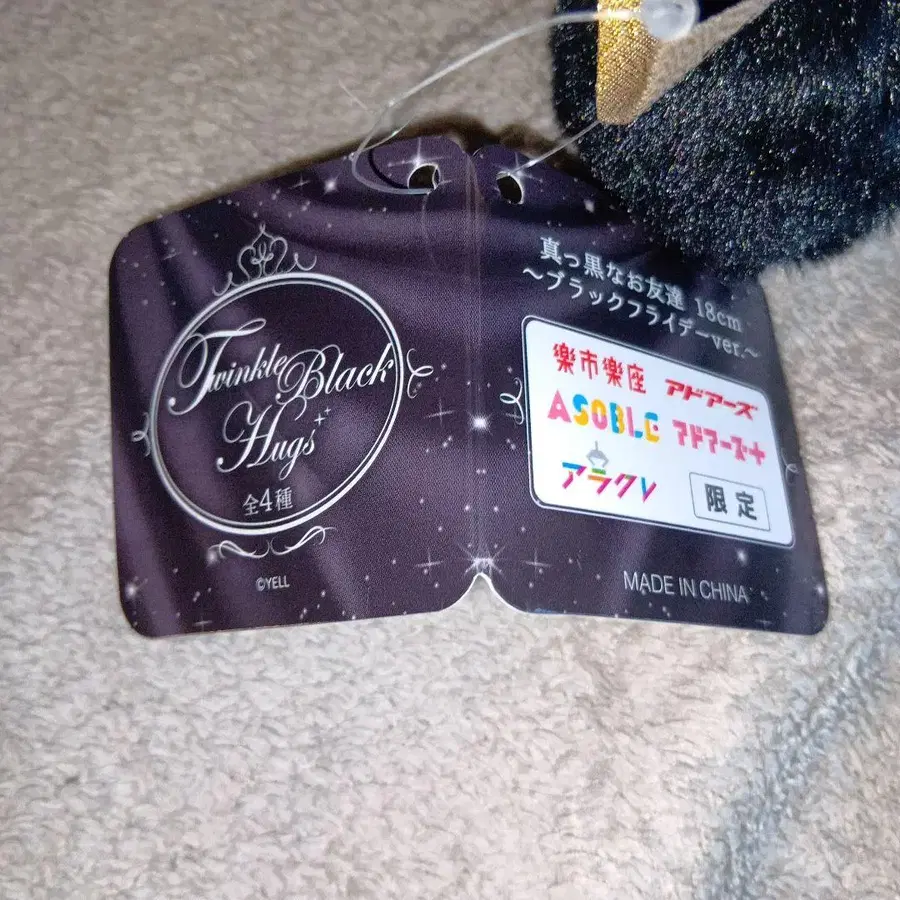 Twinkle Black
Hugs
全4種
©YELL
真っ黒なお友達 18cm
～ブラックフライデーver.～
楽市楽座 アドアーズ
ASOBLE アドアーズ+
アラクレ 限定
MADE IN CHINA